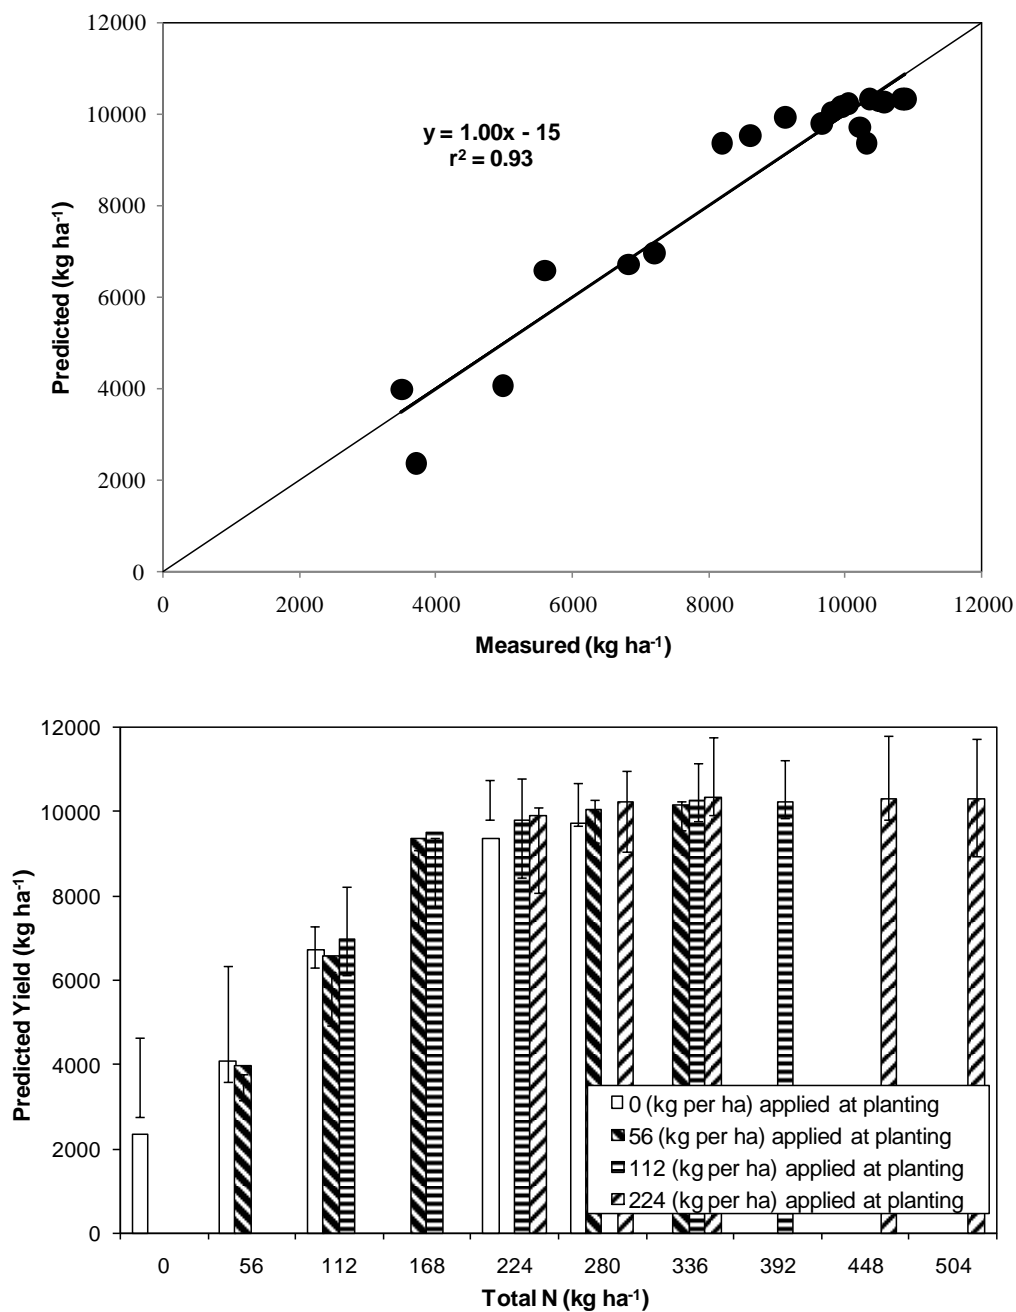 12000
10000
8000
6000
4000
2000
0
Predicted (kg ha⁻¹)
y = 1.00x - 15
r² = 0.93
0 2000 4000 6000 8000 10000 12000
Measured (kg ha⁻¹)
12000
10000
8000
6000
4000
2000
0
Predicted Yield (kg ha⁻¹)
0 (kg per ha) applied at planting
56 (kg per ha) applied at planting
112 (kg per ha) applied at planting
224 (kg per ha) applied at planting
0 56 112 168 224 280 336 392 448 504
Total N (kg ha⁻¹)